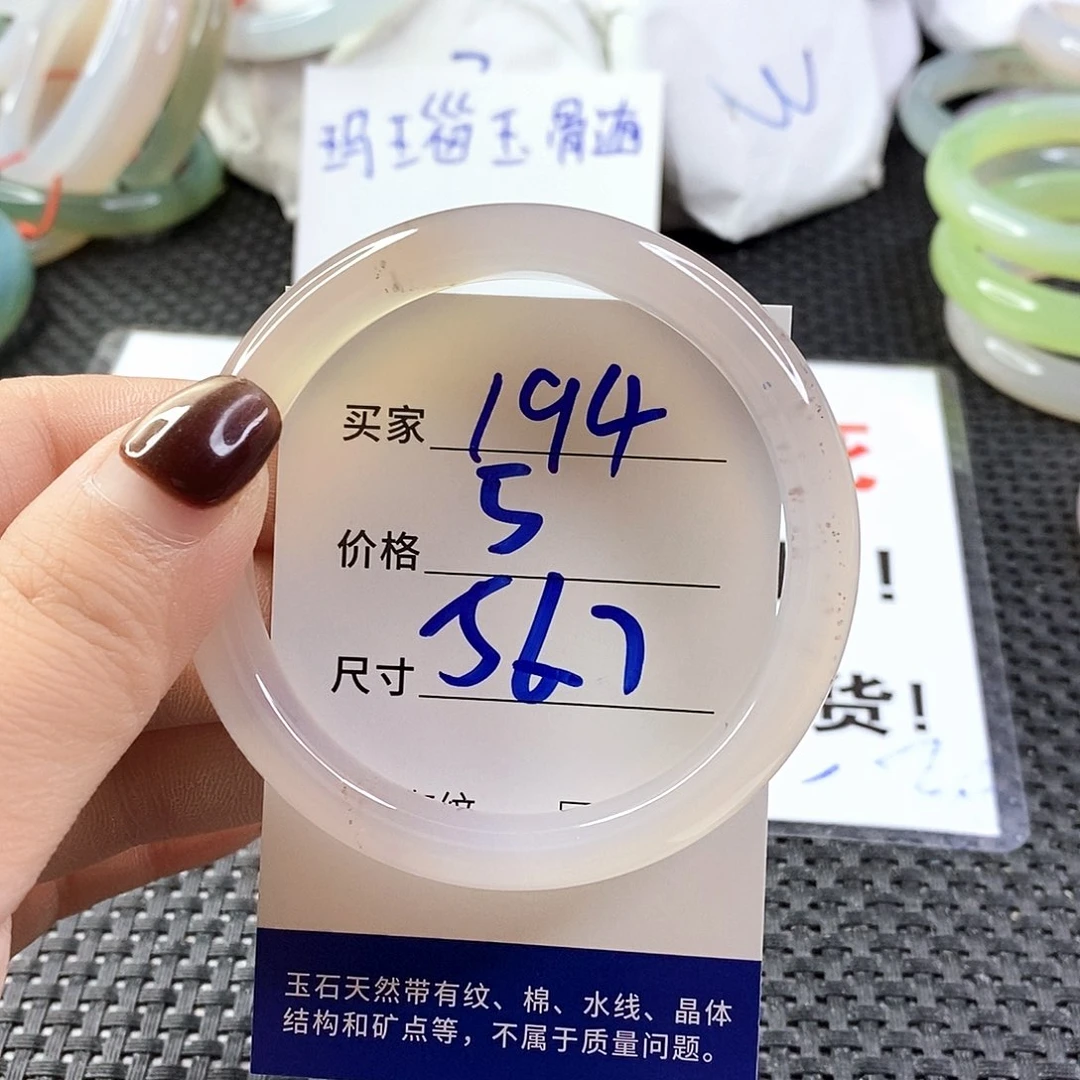 玛瑙玉骨髓
买家 194
价格 5
尺寸 567
！
货！
玉石天然带有纹、棉、水线、晶体
结构和矿点等，不属于质量问题。